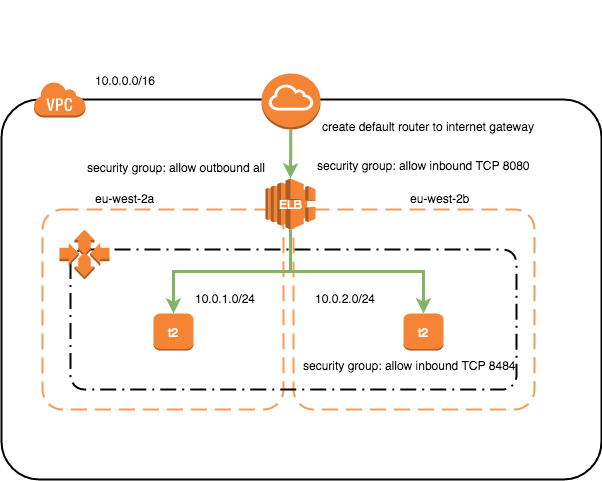 10.0.0.0/16
VPC
create default router to internet gateway
security group: allow outbound all
security group: allow inbound TCP 8080
eu-west-2a
ELB
eu-west-2b
10.0.1.0/24
10.0.2.0/24
t2
t2
security group: allow inbound TCP 8484